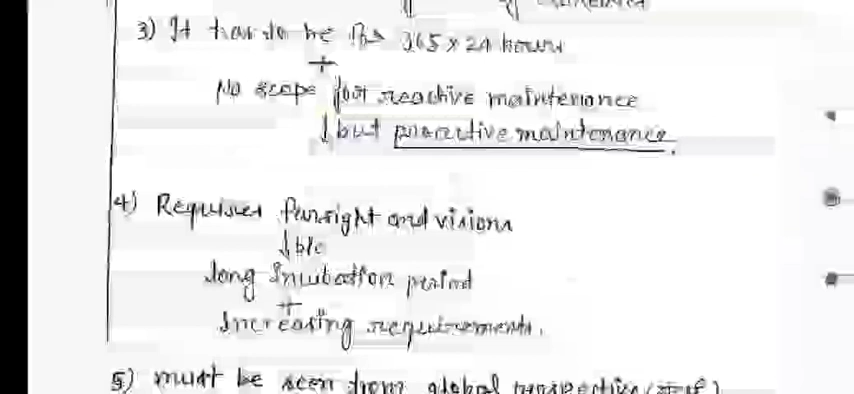 3) It has to be for 365 x 24 hours
+
No scope for reactive maintenance
↓ but proactive maintenance.
4) Requires foresight and vision
↓ b/c
long Incubation period
+
Increasing requirements.
5) must be seen from global perspective